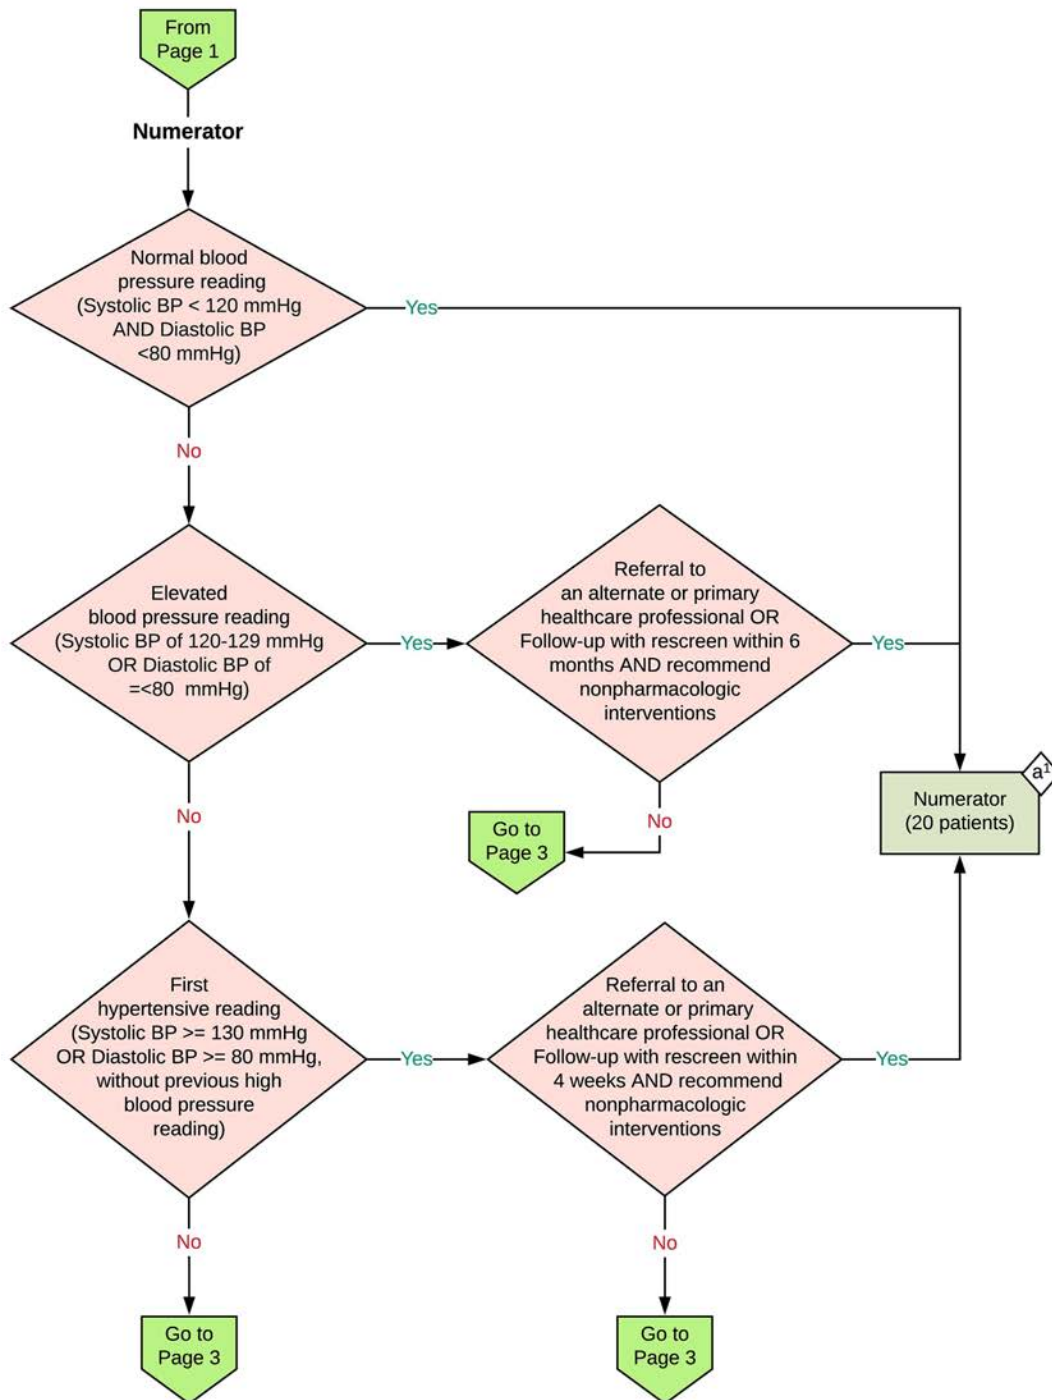 From
Page 1
Numerator
Normal blood
pressure reading
(Systolic BP < 120 mmHg
AND Diastolic BP
<80 mmHg)
Yes
No
Elevated
blood pressure reading
(Systolic BP of 120-129 mmHg
OR Diastolic BP of
=<80 mmHg)
Yes
Referral to
an alternate or primary
healthcare professional OR
Follow-up with rescreen within 6
months AND recommend
nonpharmacologic
interventions
Yes
No
Go to
Page 3
a1
Numerator
(20 patients)
No
First
hypertensive reading
(Systolic BP >= 130 mmHg
OR Diastolic BP >= 80 mmHg,
without previous high
blood pressure
reading)
Yes
Referral to an
alternate or primary
healthcare professional OR
Follow-up with rescreen within
4 weeks AND recommend
nonpharmacologic
interventions
Yes
No
Go to
Page 3
No
Go to
Page 3